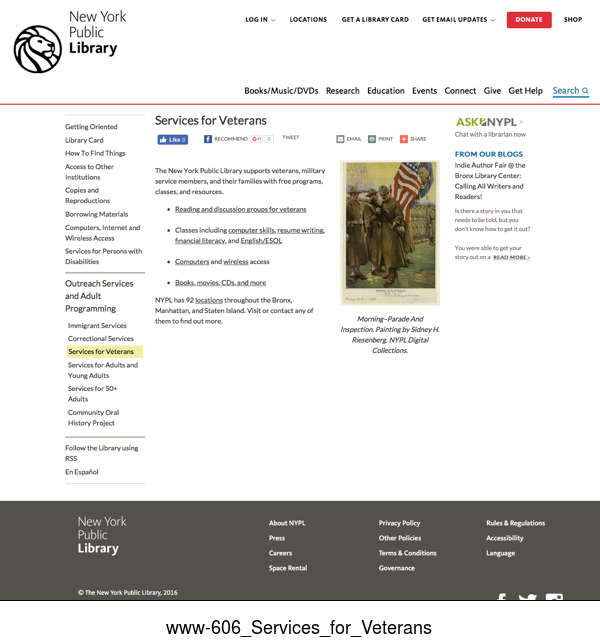 New York
Public
Library
LOG IN
LOCATIONS
GET A LIBRARY CARD
GET EMAIL UPDATES
DONATE
SHOP
Books/Music/DVDs
Research
Education
Events
Connect
Give
Get Help
Search
Getting Oriented
Library Card
How To Find Things
Access to Other
Institutions
Copies and
Reproductions
Borrowing Materials
Computers, Internet and
Wireless Access
Services for Persons with
Disabilities
Outreach Services
and Adult
Programming
Immigrant Services
Correctional Services
Services for Veterans
Services for Adults and
Young Adults
Services for 50+
Adults
Community Oral
History Project
Follow the Library using
RSS
En Español
Services for Veterans
Like 0
RECOMMEND
G+1 0
TWEET
EMAIL
PRINT
SHARE
The New York Public Library supports veterans, military
service members, and their families with free programs,
classes, and resources.
• Reading and discussion groups for veterans
• Classes including computer skills, resume writing,
financial literacy, and English/ESOL
• Computers and wireless access
• Books, movies, CDs, and more
NYPL has 92 locations throughout the Bronx,
Manhattan, and Staten Island. Visit or contact any
of them to find out more.
Morning–Parade And
Inspection. Painting by Sidney H.
Riesenberg. NYPL Digital
Collections.
ASK NYPL >
Chat with a librarian now
FROM OUR BLOGS
Indie Author Fair @ the
Bronx Library Center:
Calling All Writers and
Readers!
Is there a story in you that
needs to be told, but you
don't know how to get it out?
You were able to get your
story out on a READ MORE ›
New York
Public
Library
About NYPL
Press
Careers
Space Rental
Privacy Policy
Other Policies
Terms & Conditions
Governance
Rules & Regulations
Accessibility
Language
© The New York Public Library, 2016
www-606_Services_for_Veterans